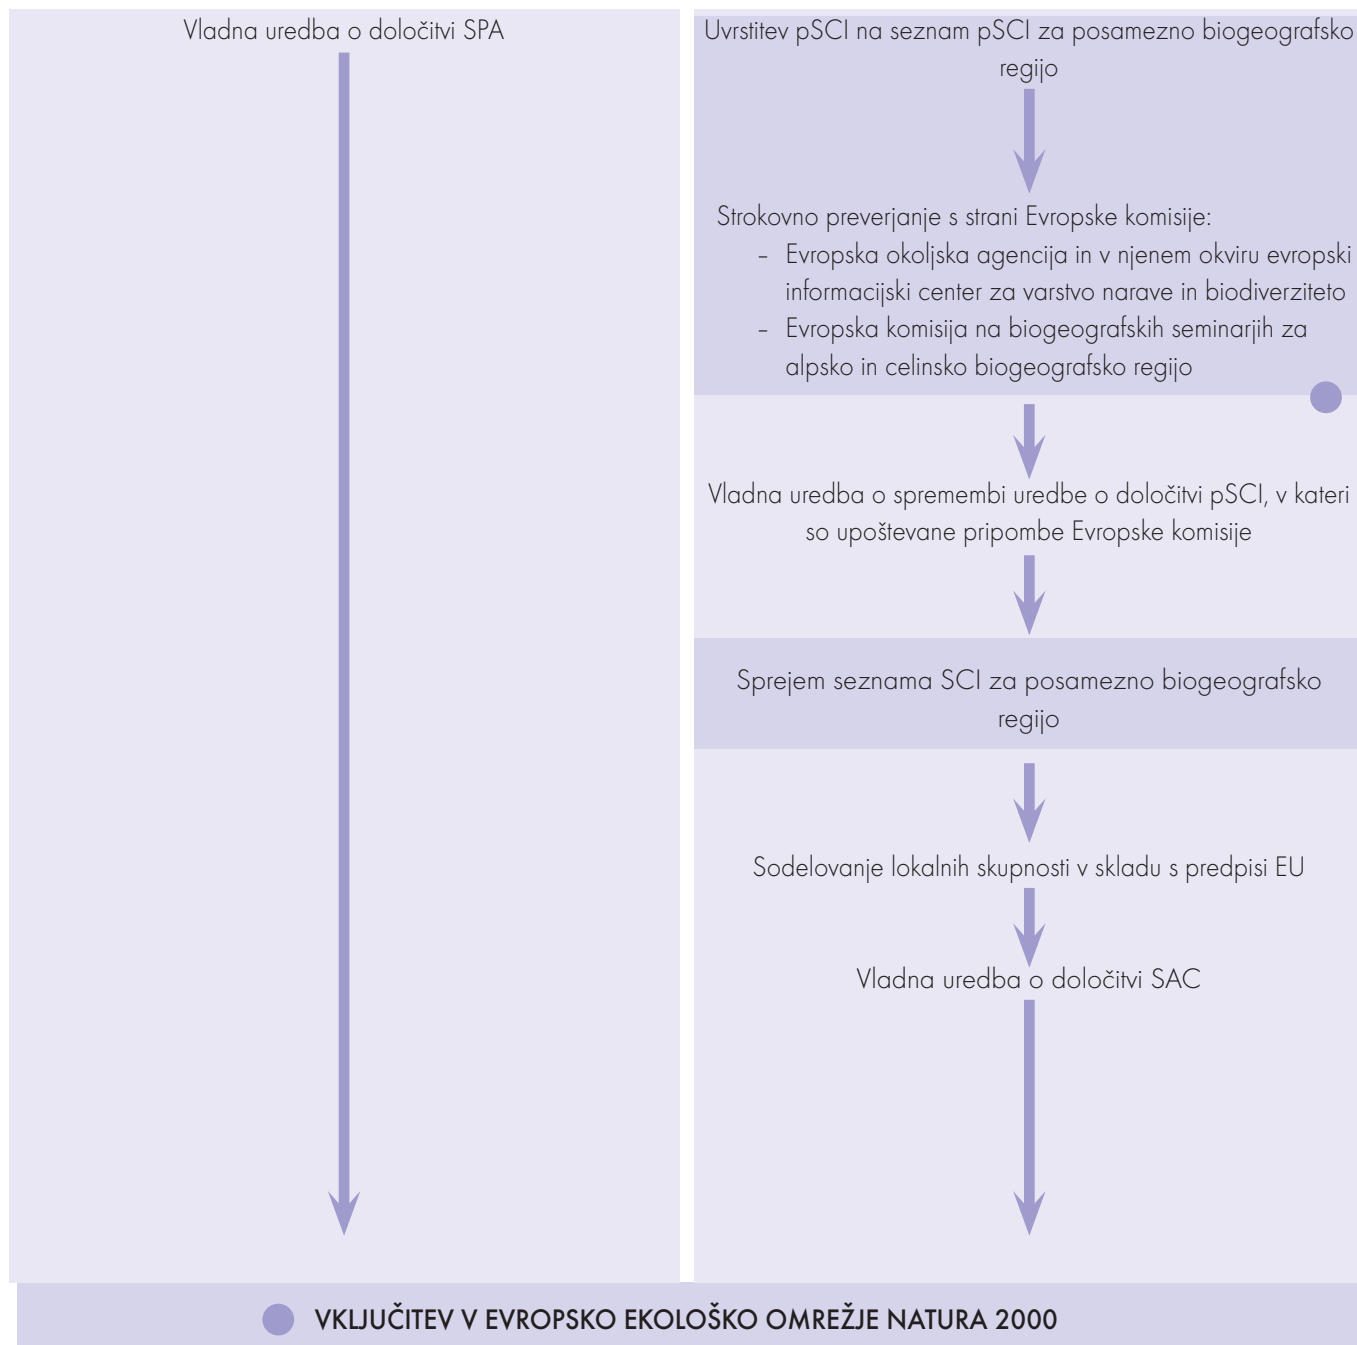 Vladna uredba o določitvi SPA
Uvrstitev pSCI na seznam pSCI za posamezno biogeografsko
regijo
Strokovno preverjanje s strani Evropske komisije:
– Evropska okoljska agencija in v njenem okviru evropski
informacijski center za varstvo narave in biodiverziteto
– Evropska komisija na biogeografskih seminarjih za
alpsko in celinsko biogeografsko regijo
Vladna uredba o spremembi uredbe o določitvi pSCI, v kateri
so upoštevane pripombe Evropske komisije
Sprejem seznama SCI za posamezno biogeografsko
regijo
Sodelovanje lokalnih skupnosti v skladu s predpisi EU
Vladna uredba o določitvi SAC
VKLJUČITEV V EVROPSKO EKOLOŠKO OMREŽJE NATURA 2000